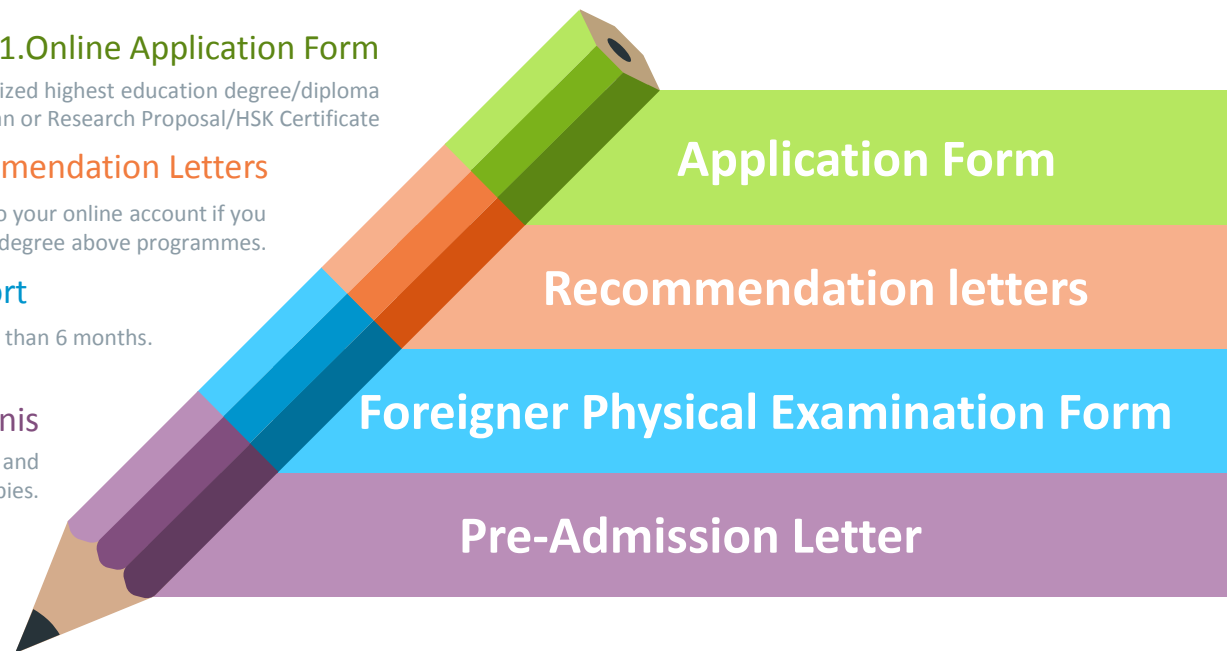 1.Online Application Form
ized highest education degree/diploma
an or Research Proposal/HSK Certificate
mendation Letters
o your online account if you
degree above programmes.
rt
than 6 months.
nis
and
pies.
Application Form
Recommendation letters
Foreigner Physical Examination Form
Pre-Admission Letter